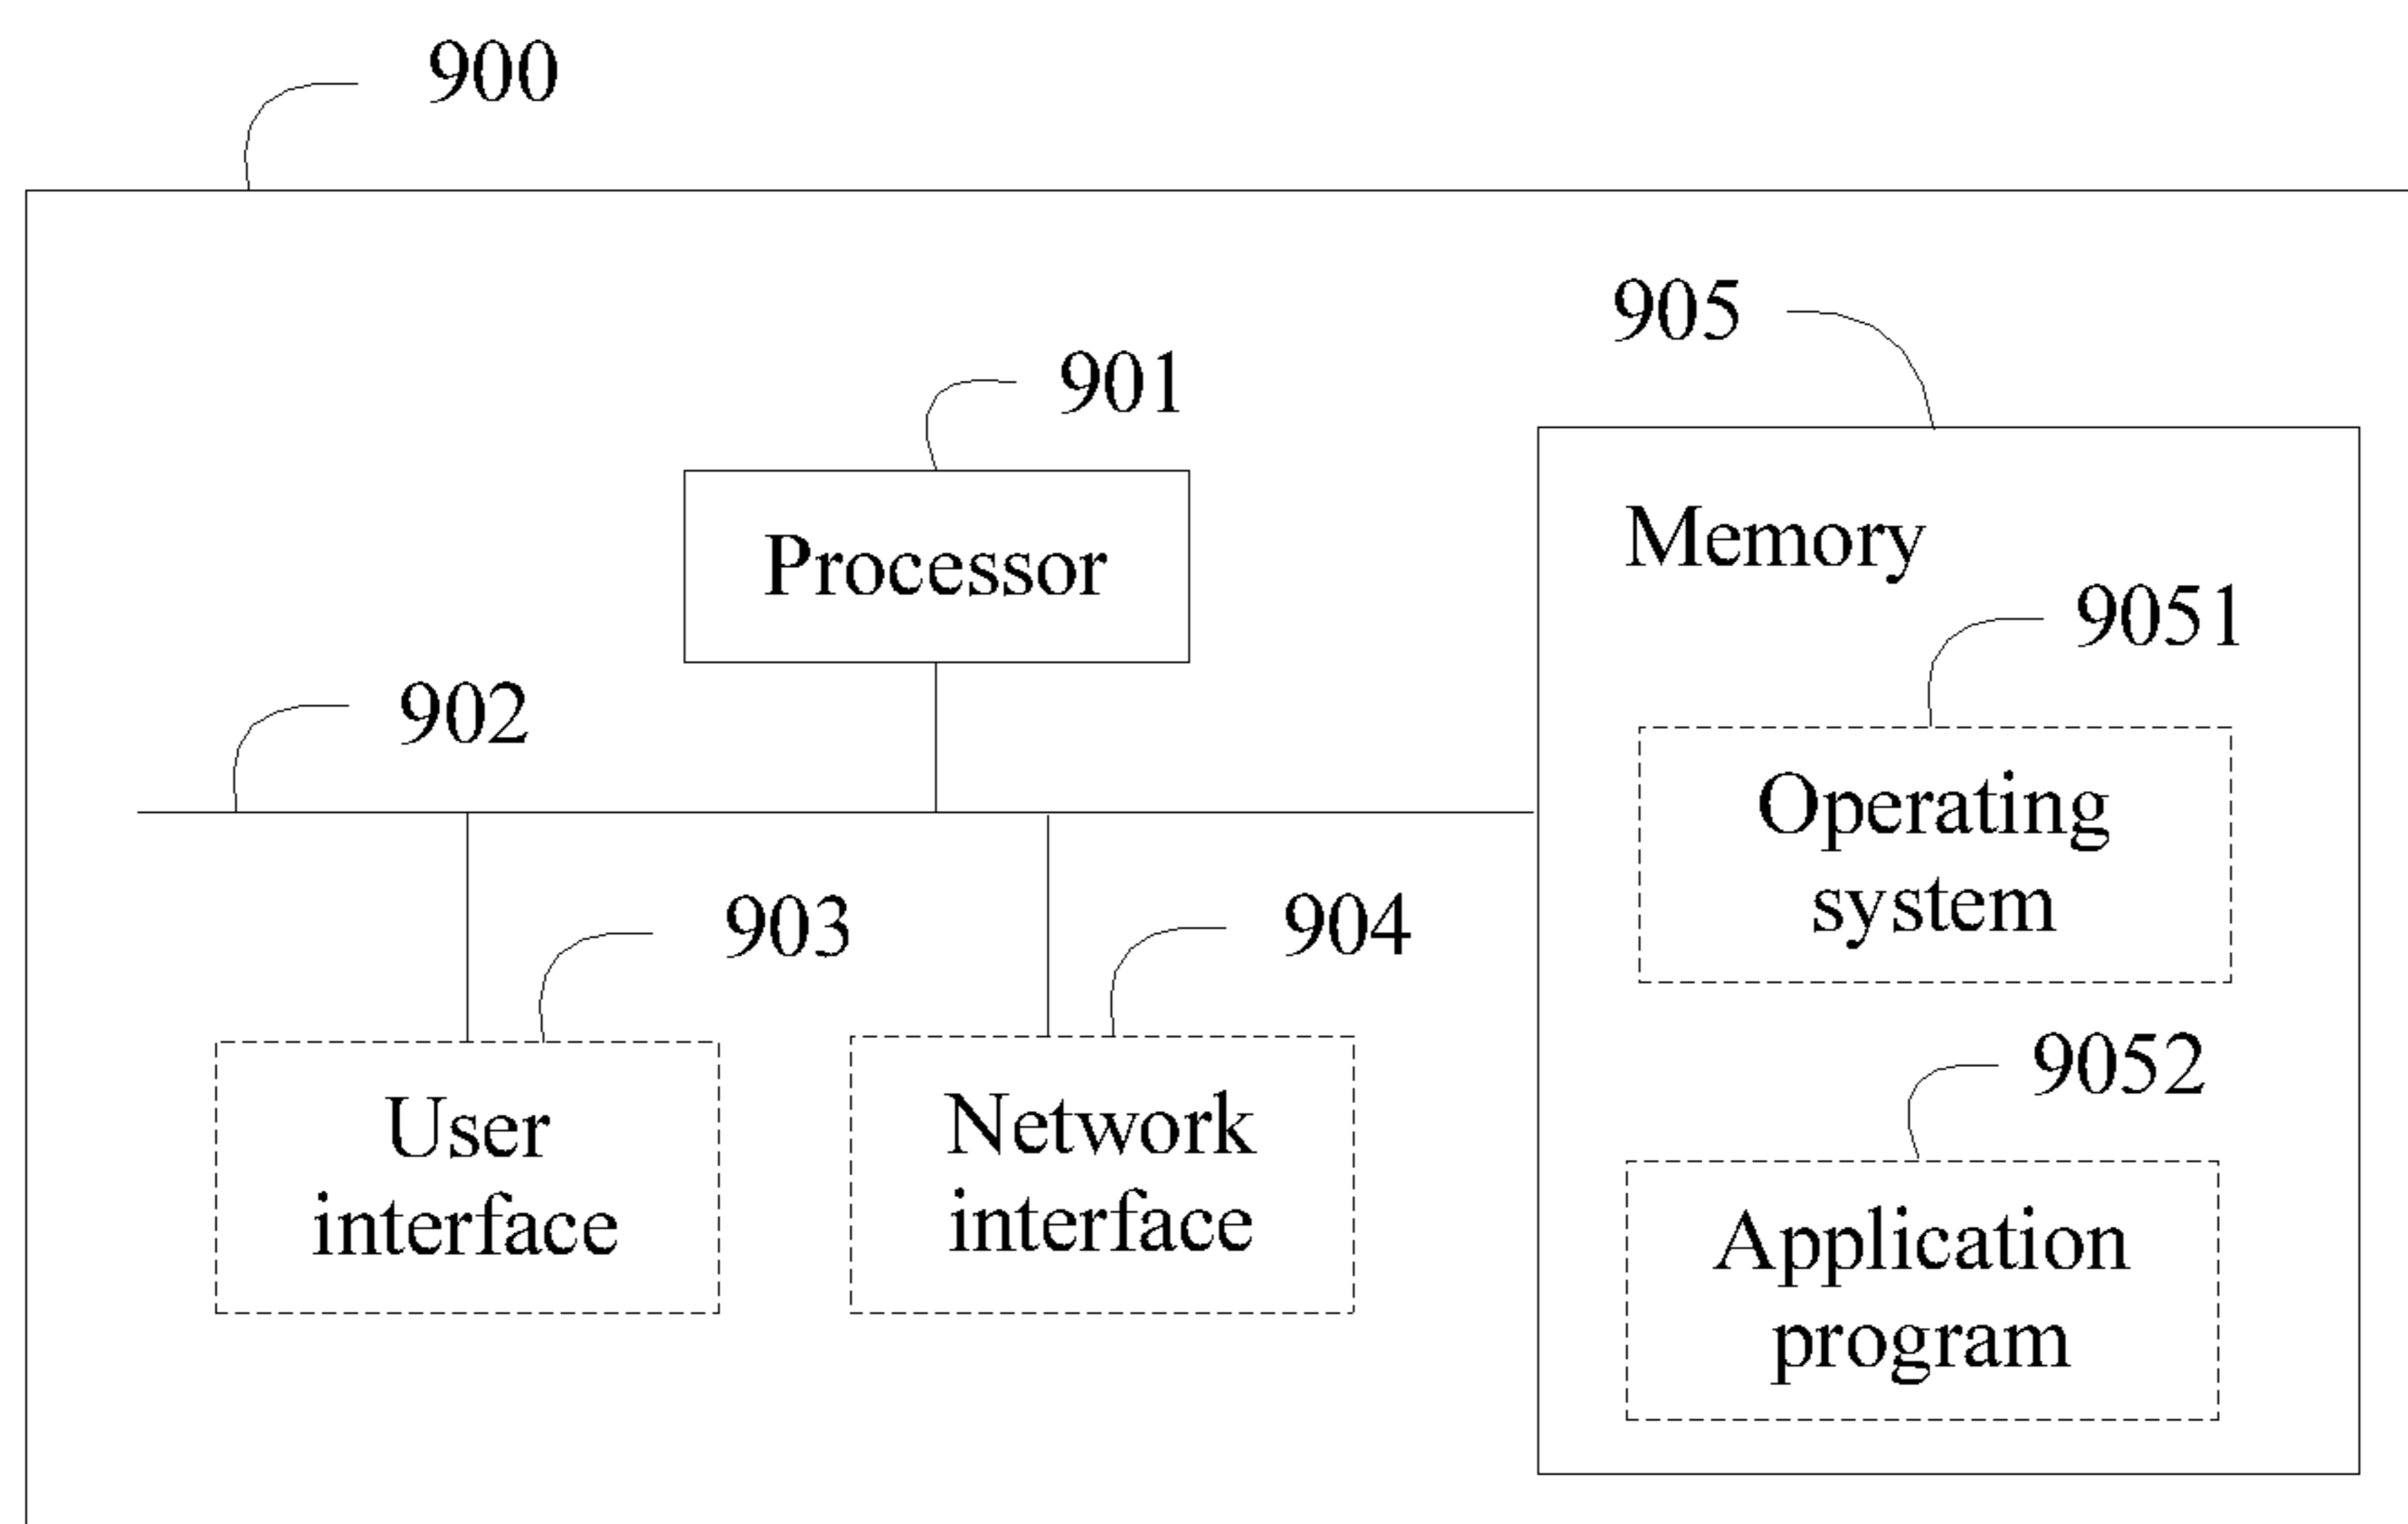 900
905
901
Processor
Memory
9051
902
Operating
system
903
904
9052
User
interface
Network
interface
Application
program